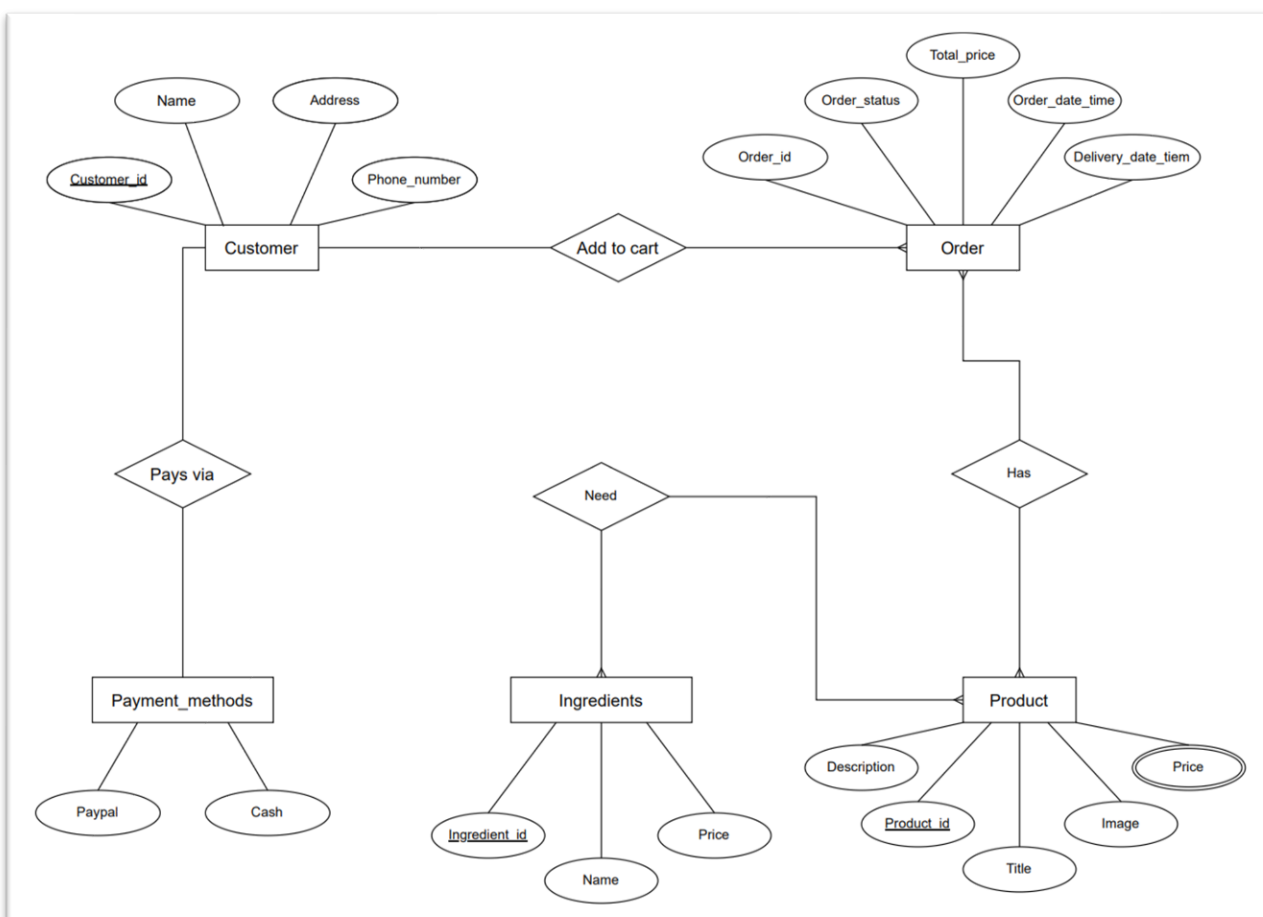 Total_price
Name
Address
Order_status
Order_date_time
Order_id
Delivery_date_tiem
Customer_id
Phone_number
Customer
Add to cart
Order
Pays via
Need
Has
Payment_methods
Ingredients
Product
Description
Price
Paypal
Cash
Ingredient_id
Price
Product_id
Image
Name
Title